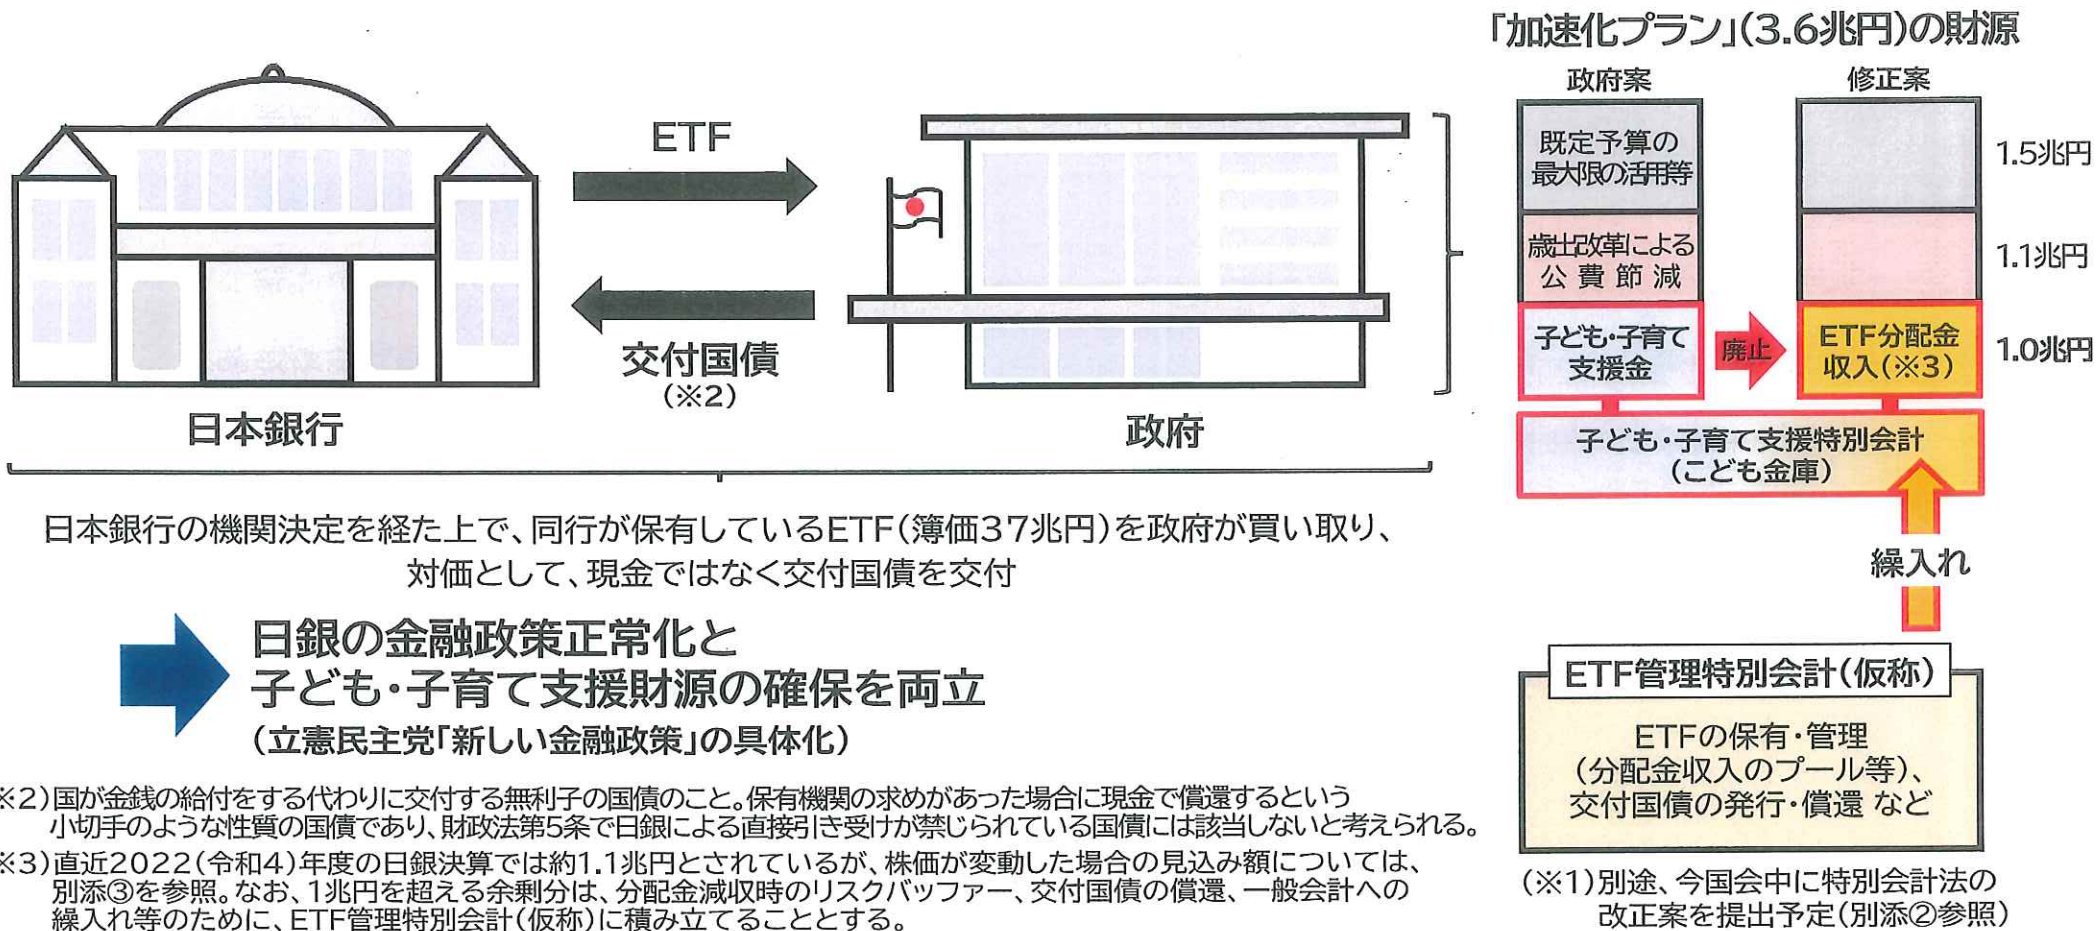 「加速化プラン」(3.6兆円)の財源
政府案
修正案
既定予算の
最大限の活用等
1.5兆円
歳出改革による
公費節減
1.1兆円
子ども・子育て
支援金
廃止
ETF分配金
収入(※3)
1.0兆円
子ども・子育て支援特別会計
(こども金庫)
繰入れ
ETF管理特別会計(仮称)
ETFの保有・管理
(分配金収入のプール等)、
交付国債の発行・償還 など
(※1)別途、今国会中に特別会計法の
改正案を提出予定(別添②参照)
ETF
交付国債
(※2)
日本銀行
政府
日本銀行の機関決定を経た上で、同行が保有しているETF(簿価37兆円)を政府が買い取り、
対価として、現金ではなく交付国債を交付
日銀の金融政策正常化と
子ども・子育て支援財源の確保を両立
(立憲民主党「新しい金融政策」の具体化)
※2)国が金銭の給付をする代わりに交付する無利子の国債のこと。保有機関の求めがあった場合に現金で償還するという
小切手のような性質の国債であり、財政法第5条で日銀による直接引き受けが禁じられている国債には該当しないと考えられる。
※3)直近2022(令和4)年度の日銀決算では約1.1兆円とされているが、株価が変動した場合の見込み額については、
別添③を参照。なお、1兆円を超える余剰分は、分配金減収時のリスクバッファー、交付国債の償還、一般会計への
繰入れ等のために、ETF管理特別会計(仮称)に積み立てることとする。